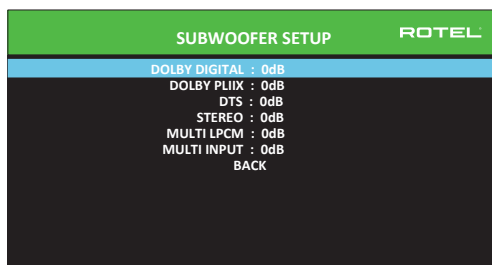 SUBWOOFER SETUP
ROTEL
DOLBY DIGITAL : 0dB
DOLBY PLIIX : 0dB
DTS : 0dB
STEREO : 0dB
MULTI LPCM : 0dB
MULTI INPUT : 0dB
BACK